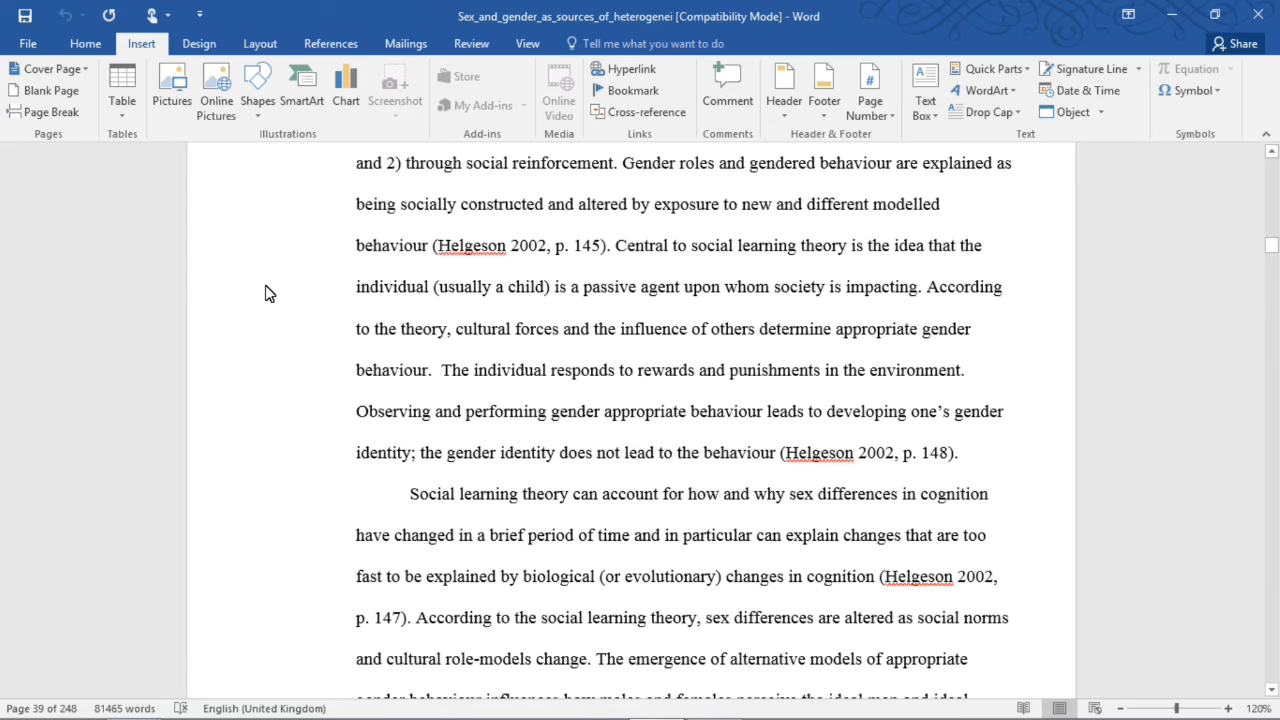 Sex_and_gender_as_sources_of_heterogenei [Compatibility Mode] - Word
File Home Insert Design Layout References Mailings Review View Tell me what you want to do Share
Cover Page
Blank Page
Page Break
Pages
Table
Tables
Pictures
Online Pictures
Shapes
SmartArt
Chart
Screenshot
Illustrations
Store
My Add-ins
Add-ins
Online Video
Media
Hyperlink
Bookmark
Cross-reference
Links
Comment
Comments
Header
Footer
Page Number
Header & Footer
Text Box
Quick Parts
WordArt
Drop Cap
Signature Line
Date & Time
Object
Text
Equation
Symbol
Symbols
and 2) through social reinforcement. Gender roles and gendered behaviour are explained as
being socially constructed and altered by exposure to new and different modelled
behaviour (Helgeson 2002, p. 145). Central to social learning theory is the idea that the
individual (usually a child) is a passive agent upon whom society is impacting. According
to the theory, cultural forces and the influence of others determine appropriate gender
behaviour.  The individual responds to rewards and punishments in the environment.
Observing and performing gender appropriate behaviour leads to developing one’s gender
identity; the gender identity does not lead to the behaviour (Helgeson 2002, p. 148).
Social learning theory can account for how and why sex differences in cognition
have changed in a brief period of time and in particular can explain changes that are too
fast to be explained by biological (or evolutionary) changes in cognition (Helgeson 2002,
p. 147). According to the social learning theory, sex differences are altered as social norms
and cultural role-models change. The emergence of alternative models of appropriate
gender behaviour influences how males and females perceive the ideal man and ideal
Page 39 of 248 81465 words English (United Kingdom) 120%